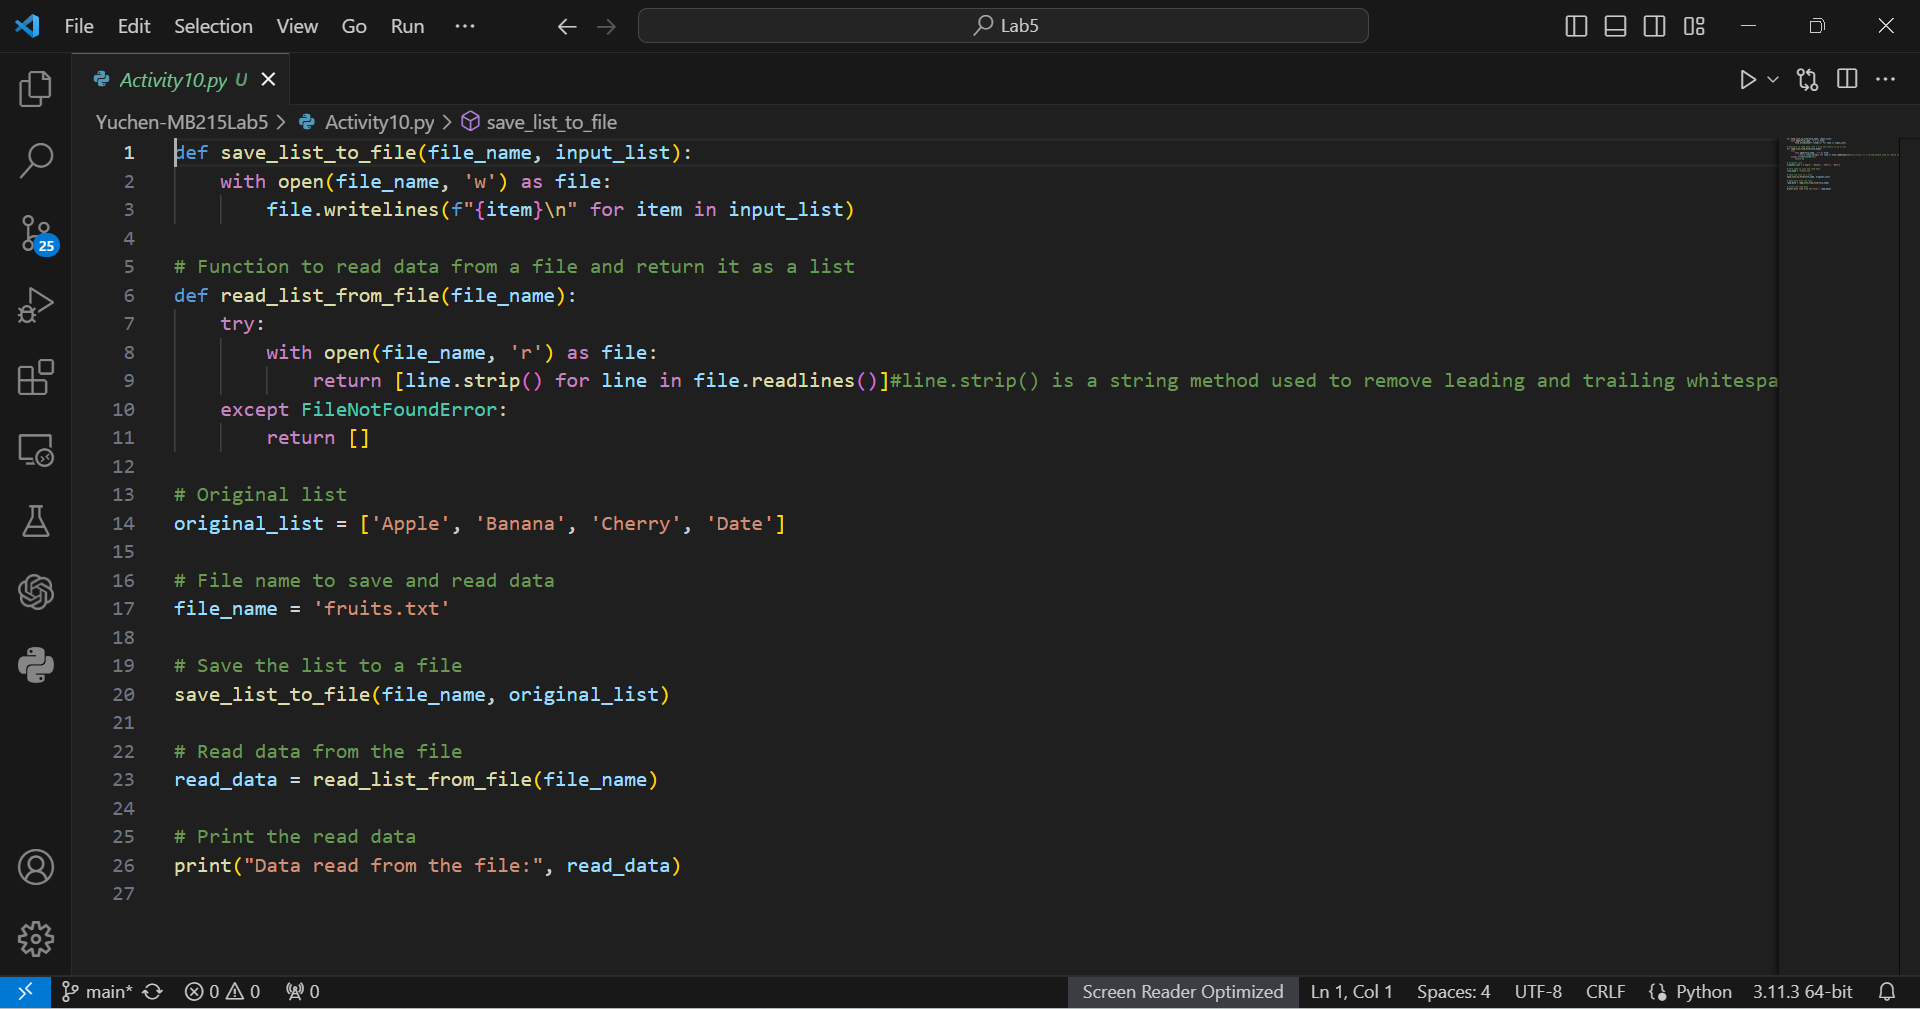 File Edit Selection View Go Run
Lab5
Activity10.py U
Yuchen-MB215Lab5 > Activity10.py > save_list_to_file
1 def save_list_to_file(file_name, input_list):
2     with open(file_name, 'w') as file:
3         file.writelines(f"{item}\n" for item in input_list)
4
5 # Function to read data from a file and return it as a list
6 def read_list_from_file(file_name):
7     try:
8         with open(file_name, 'r') as file:
9             return [line.strip() for line in file.readlines()]#line.strip() is a string method used to remove leading and trailing whitespa
10     except FileNotFoundError:
11         return []
12
13 # Original list
14 original_list = ['Apple', 'Banana', 'Cherry', 'Date']
15
16 # File name to save and read data
17 file_name = 'fruits.txt'
18
19 # Save the list to a file
20 save_list_to_file(file_name, original_list)
21
22 # Read data from the file
23 read_data = read_list_from_file(file_name)
24
25 # Print the read data
26 print("Data read from the file:", read_data)
27
25
main* 0 0 0 Screen Reader Optimized Ln 1, Col 1 Spaces: 4 UTF-8 CRLF Python 3.11.3 64-bit